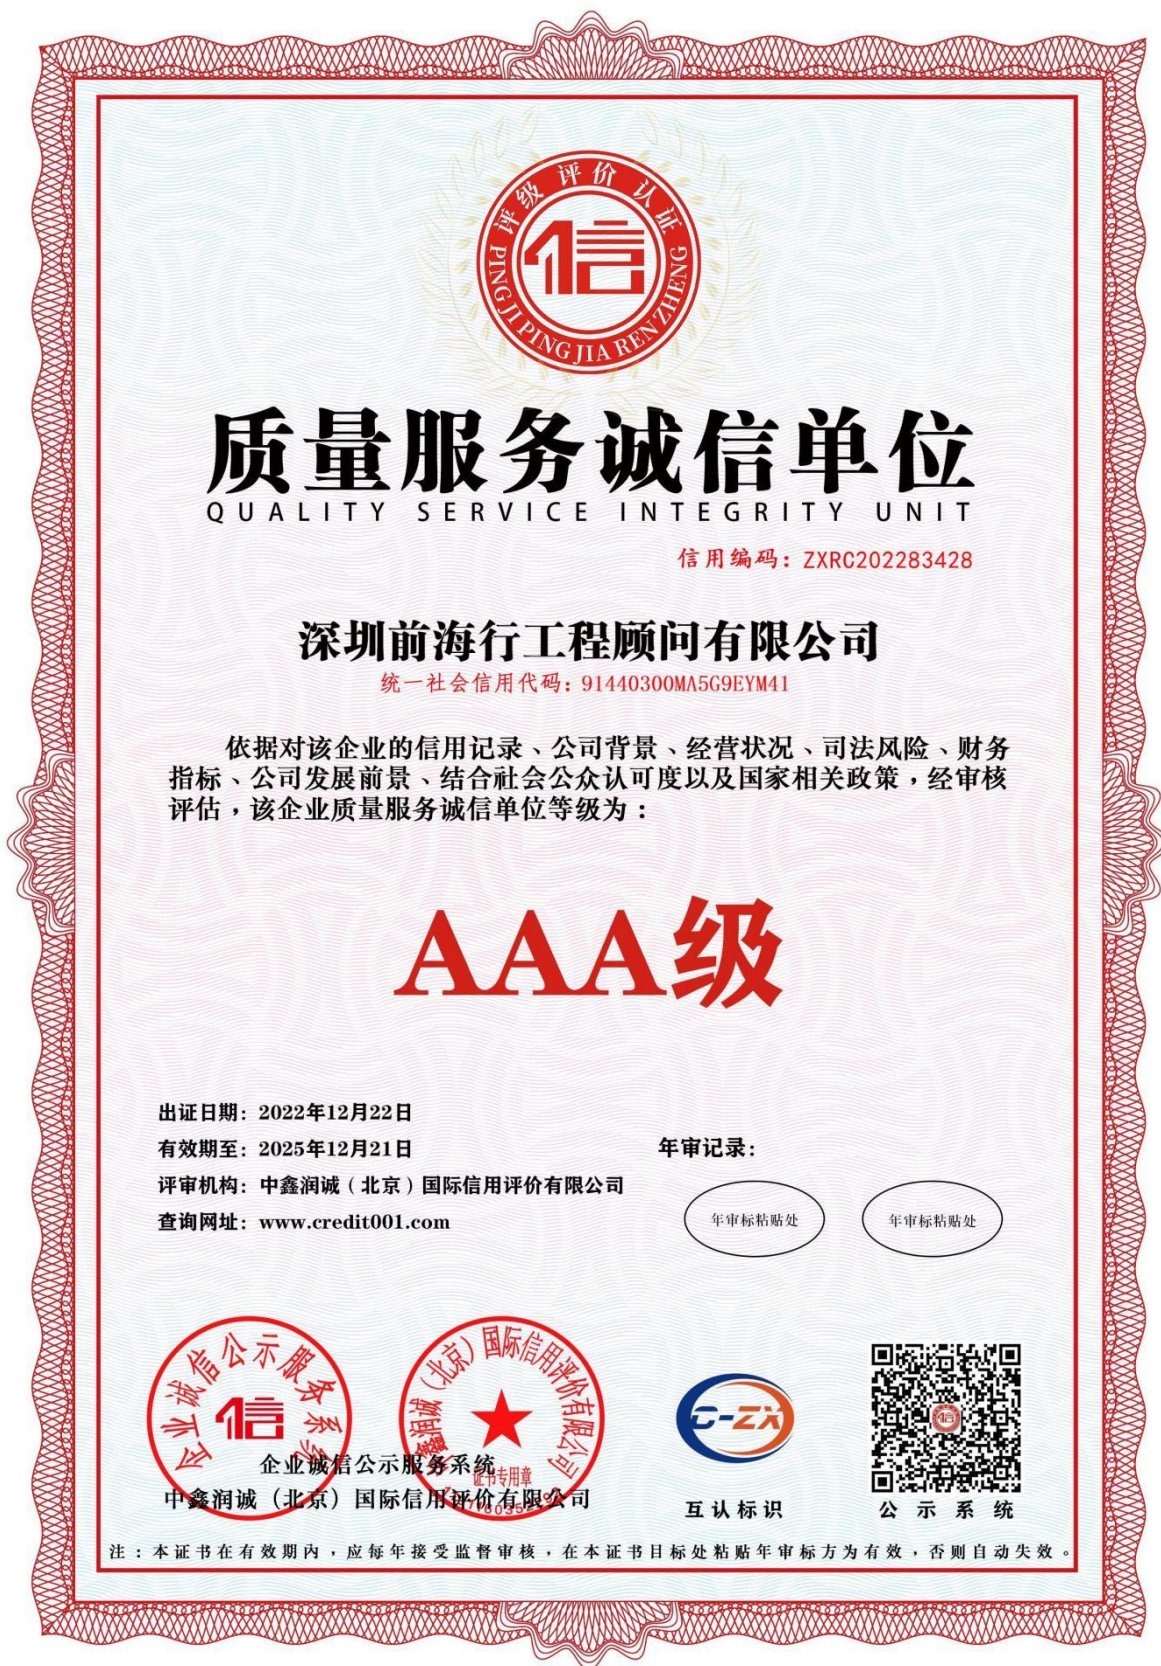 评级评价认证
PING JI PING JIA REN ZHENG
信
质量服务诚信单位
QUALITY SERVICE INTEGRITY UNIT
信用编码：ZXRC202283428
深圳前海行工程顾问有限公司
统一社会信用代码：91440300MA5G9EYM41
依据对该企业的信用记录、公司背景、经营状况、司法风险、财务
指标、公司发展前景、结合社会公众认可度以及国家相关政策，经审核
评估，该企业质量服务诚信单位等级为：
AAA级
出证日期：2022年12月22日
有效期至：2025年12月21日
评审机构：中鑫润诚（北京）国际信用评价有限公司
查询网址：www.credit001.com
年审记录：
年审标粘贴处
年审标粘贴处
企业诚信公示服务系统
信
中鑫润诚（北京）国际信用评价有限公司
证书专用章
企业诚信公示服务系统
中鑫润诚（北京）国际信用评价有限公司
C-ZX
互认标识
信
公示系统
注：本证书在有效期内，应每年接受监督审核，在本证书目标处粘贴年审标方为有效，否则自动失效。